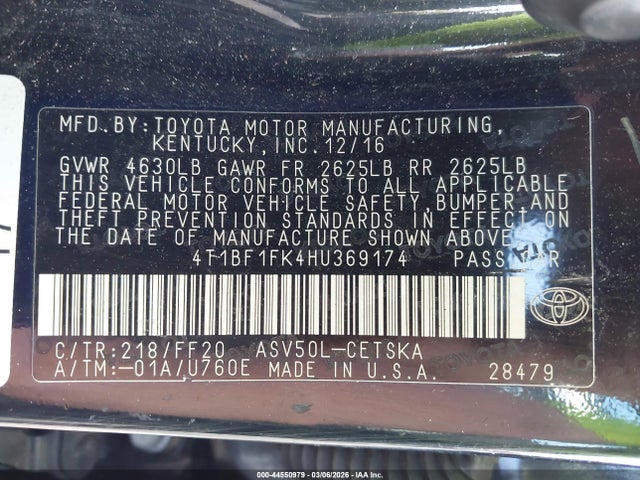 MFD.BY:TOYOTA MOTOR MANUFACTURING,
KENTUCKY,INC.12/16
GVWR 4630LB GAWR FR 2625LB RR 2625LB
THIS VEHICLE CONFORMS TO ALL APPLICABLE
FEDERAL MOTOR VEHICLE SAFETY,BUMPER,AND
THEFT PREVENTION STANDARDS IN EFFECT ON
THE DATE OF MANUFACTURE SHOWN ABOVE.
4T1BF1FK4HU369174 PASS CAR
C/TR:218/FF20 ASV50L-CETSKA
A/TM:-01A/U760E MADE IN U.S.A. 28479
000-44550979 - 03/06/2026 - IAA Inc.